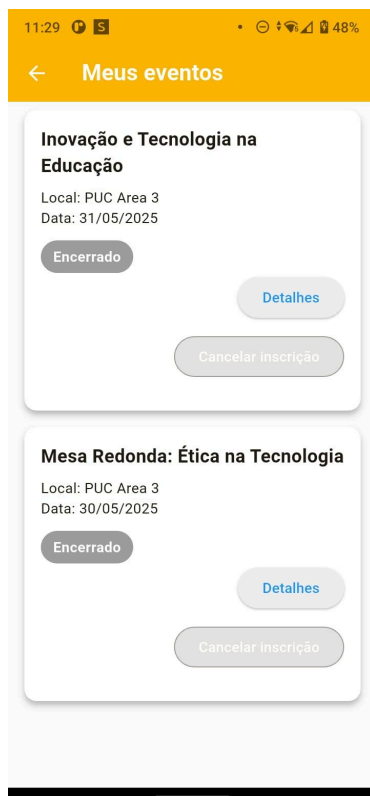 11:29 S 48%
Meus eventos
Inovação e Tecnologia na
Educação
Local: PUC Area 3
Data: 31/05/2025
Encerrado
Detalhes
Cancelar inscrição
Mesa Redonda: Ética na Tecnologia
Local: PUC Area 3
Data: 30/05/2025
Encerrado
Detalhes
Cancelar inscrição